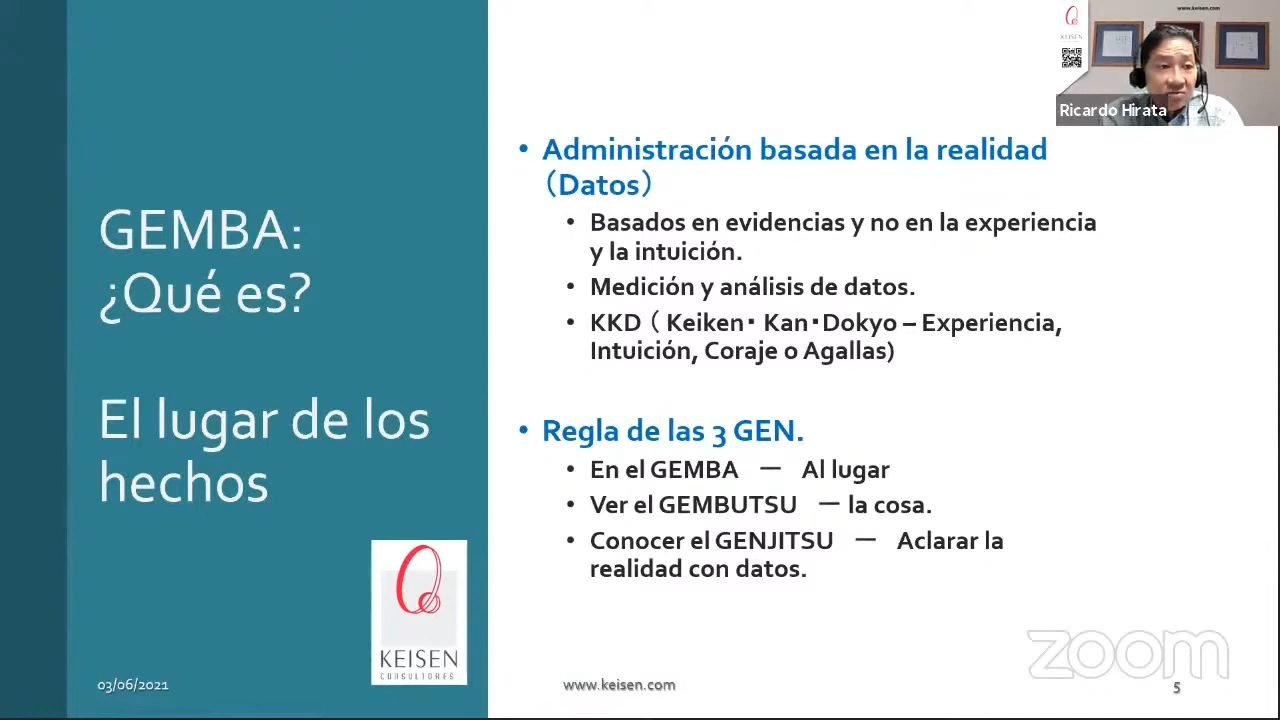 www.keisen.com
KEISEN
Ricardo Hirata
GEMBA:
¿Qué es?
El lugar de los
hechos
KEISEN
CONSULTORES
• Administración basada en la realidad
（Datos）
• Basados en evidencias y no en la experiencia
y la intuición.
• Medición y análisis de datos.
• KKD（ Keiken・ Kan・Dokyo – Experiencia,
Intuición, Coraje o Agallas)
• Regla de las 3 GEN.
• En el GEMBA － Al lugar
• Ver el GEMBUTSU －la cosa.
• Conocer el GENJITSU － Aclarar la
realidad con datos.
zoom
03/06/2021
www.keisen.com
5